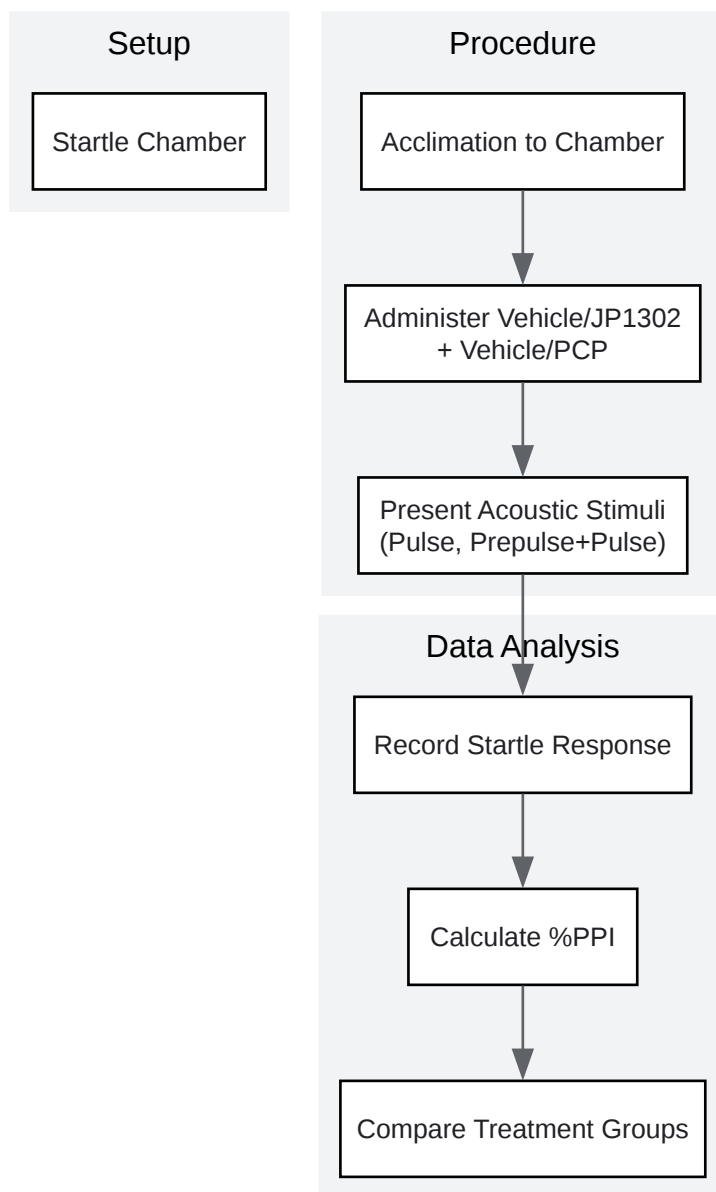 Setup
Startle Chamber
Procedure
Acclimation to Chamber
Administer Vehicle/JP1302
+ Vehicle/PCP
Present Acoustic Stimuli
(Pulse, Prepulse+Pulse)
Data Analysis
Record Startle Response
Calculate %PPI
Compare Treatment Groups